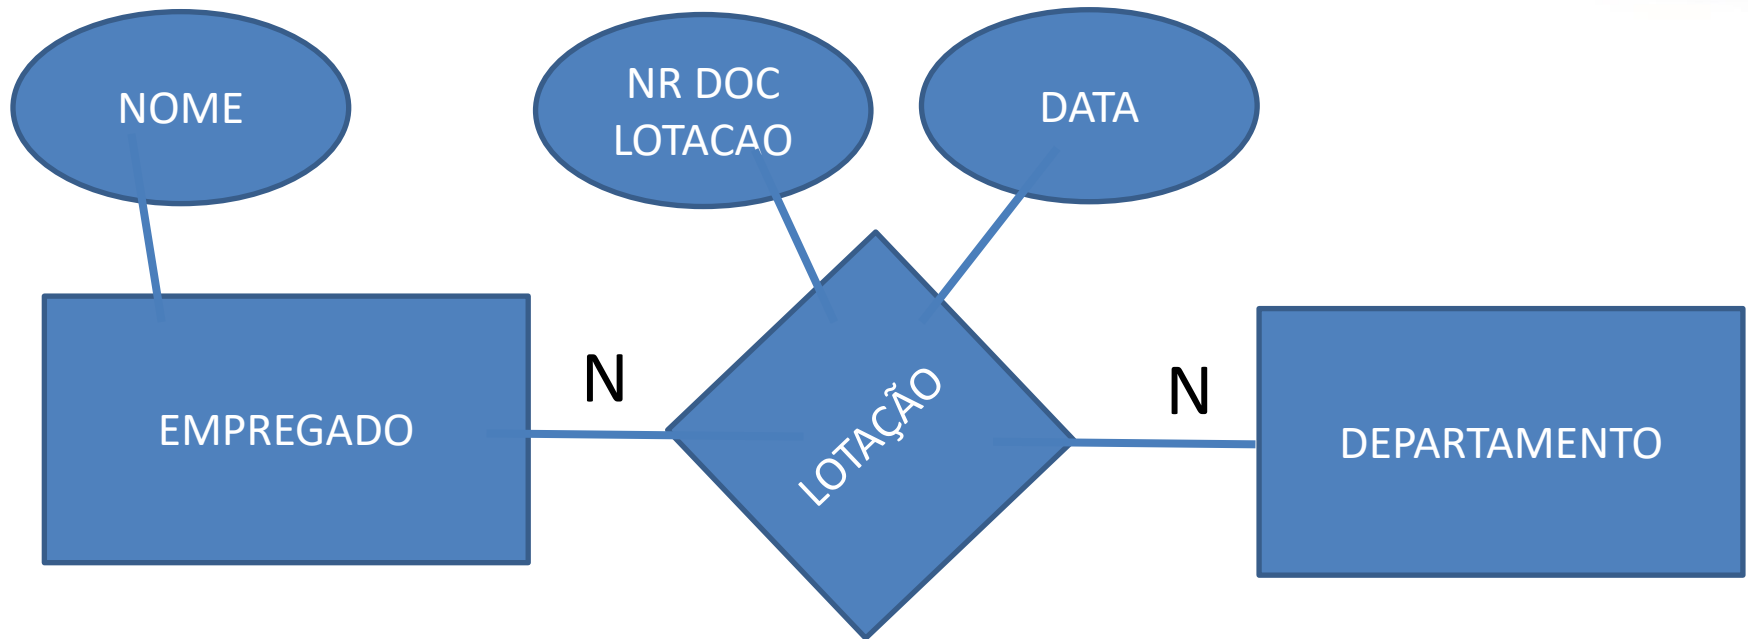 NOME
NR DOC
LOTACAO
DATA
EMPREGADO
N
LOTAÇÃO
N
DEPARTAMENTO